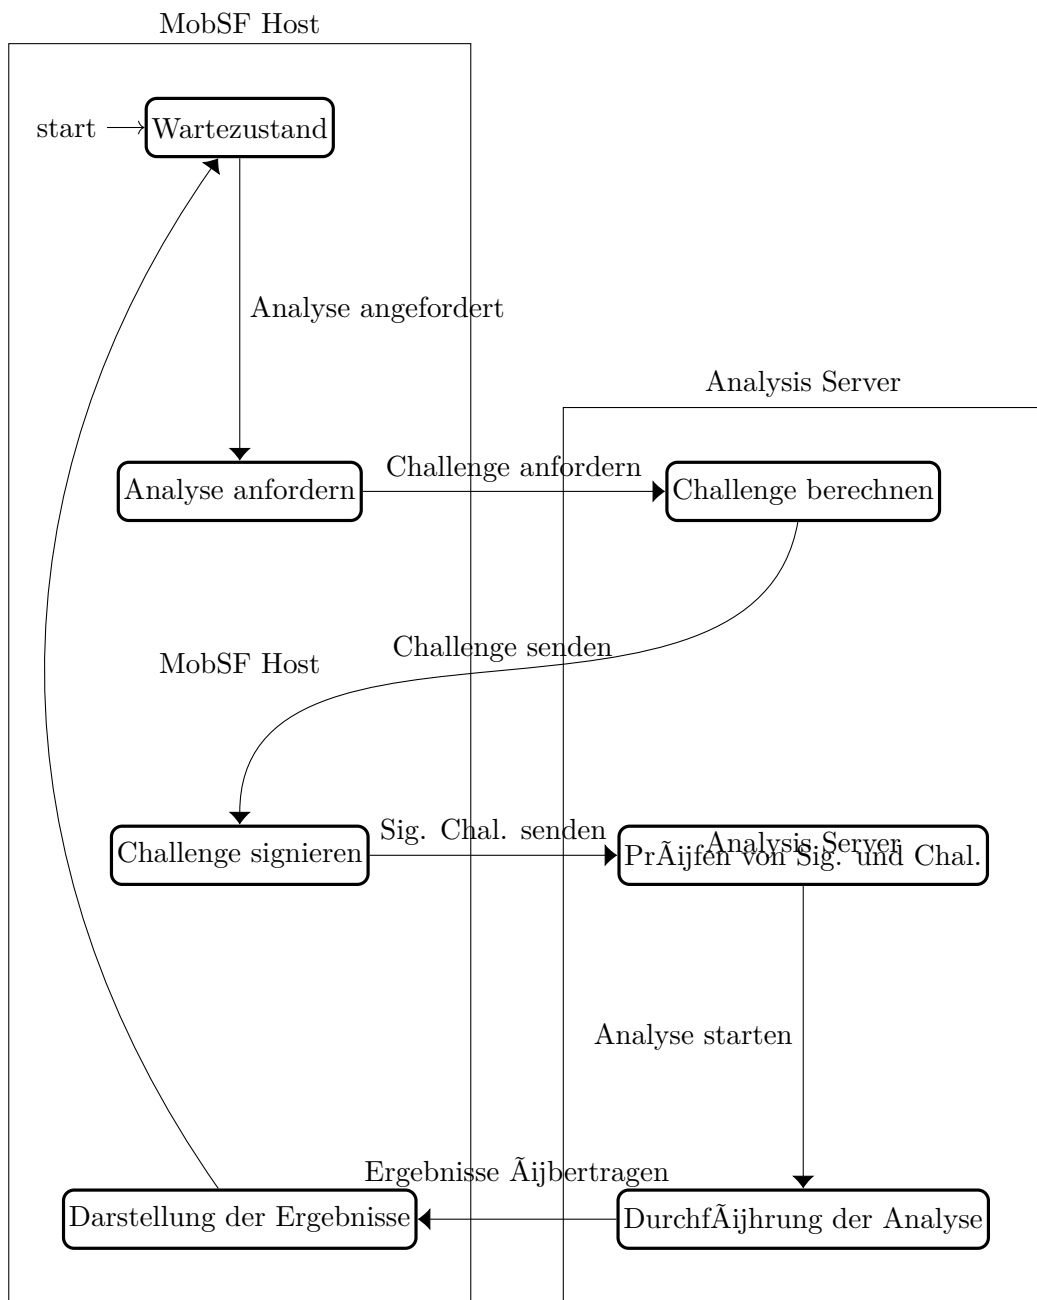 MobSF Host
start
Wartezustand
Analyse angefordert
Analysis Server
Challenge anfordern
Analyse anfordern
Challenge berechnen
Challenge senden
MobSF Host
Sig. Chal. senden
Challenge signieren
Analysis Server
PrÃijfen von Sig. und Chal.
Analyse starten
Ergebnisse Ãijbertragen
Darstellung der Ergebnisse
DurchfÃijhrung der Analyse